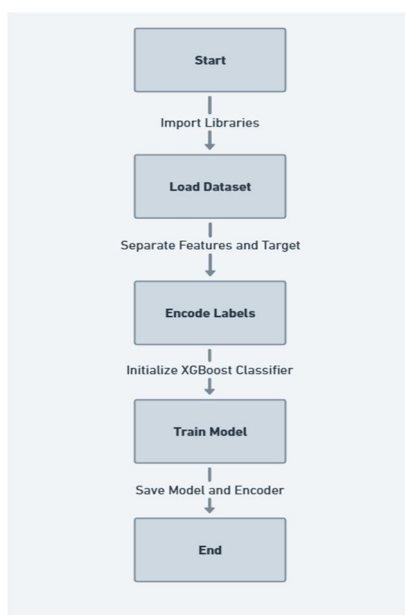 Start
Import Libraries
Load Dataset
Separate Features and Target
Encode Labels
Initialize XGBoost Classifier
Train Model
Save Model and Encoder
End